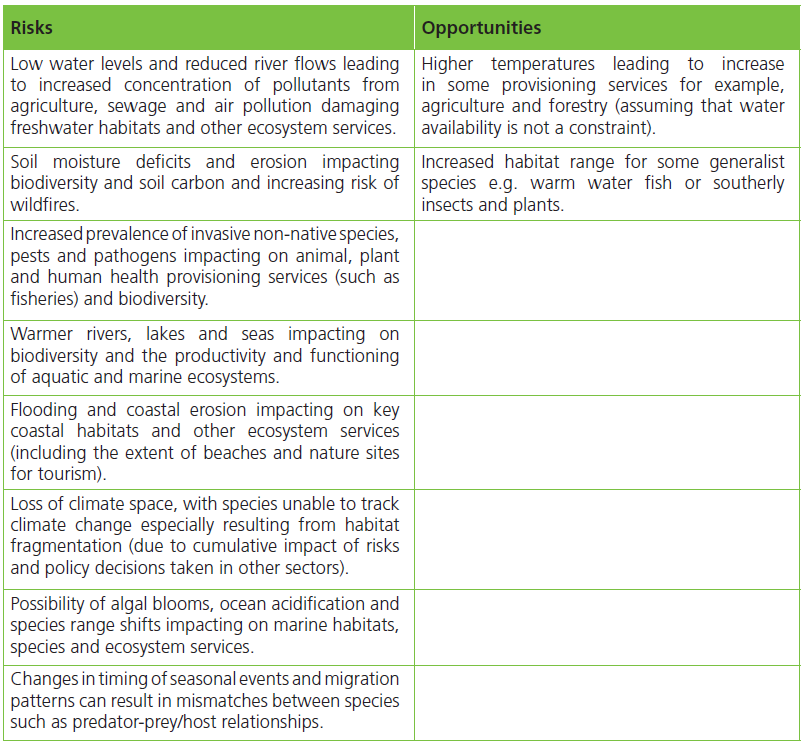 Risks
Opportunities
Low water levels and reduced river flows leading
to increased concentration of pollutants from
agriculture, sewage and air pollution damaging
freshwater habitats and other ecosystem services.
Higher temperatures leading to increase
in some provisioning services for example,
agriculture and forestry (assuming that water
availability is not a constraint).
Soil moisture deficits and erosion impacting
biodiversity and soil carbon and increasing risk of
wildfires.
Increased habitat range for some generalist
species e.g. warm water fish or southerly
insects and plants.
Increased prevalence of invasive non-native species,
pests and pathogens impacting on animal, plant
and human health provisioning services (such as
fisheries) and biodiversity.
Warmer rivers, lakes and seas impacting on
biodiversity and the productivity and functioning
of aquatic and marine ecosystems.
Flooding and coastal erosion impacting on key
coastal habitats and other ecosystem services
(including the extent of beaches and nature sites
for tourism).
Loss of climate space, with species unable to track
climate change especially resulting from habitat
fragmentation (due to cumulative impact of risks
and policy decisions taken in other sectors).
Possibility of algal blooms, ocean acidification and
species range shifts impacting on marine habitats,
species and ecosystem services.
Changes in timing of seasonal events and migration
patterns can result in mismatches between species
such as predator-prey/host relationships.